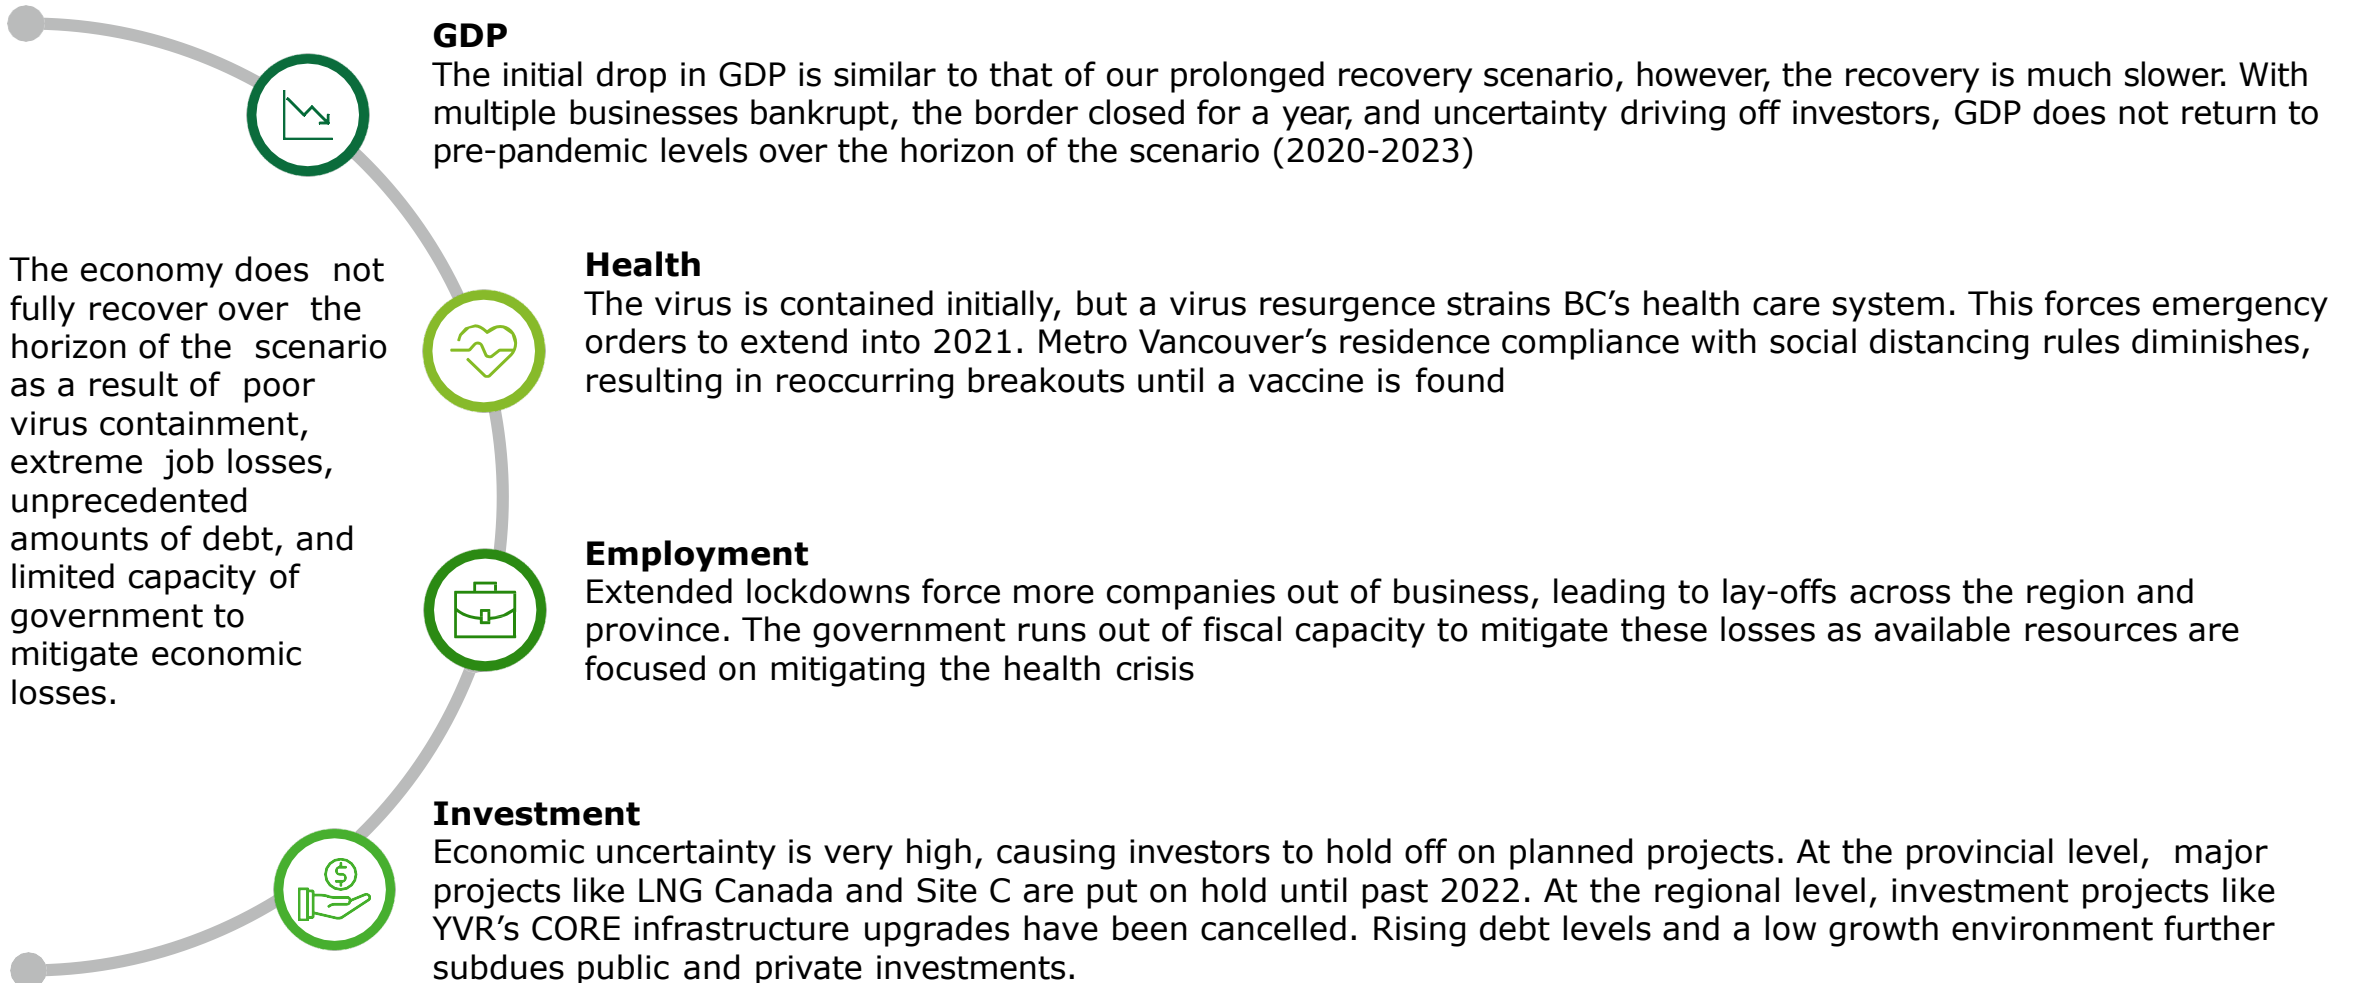 GDP
The initial drop in GDP is similar to that of our prolonged recovery scenario, however, the recovery is much slower. With
multiple businesses bankrupt, the border closed for a year, and uncertainty driving off investors, GDP does not return to
pre-pandemic levels over the horizon of the scenario (2020-2023)
The economy does not
fully recover over the
horizon of the scenario
as a result of poor
virus containment,
extreme job losses,
unprecedented
amounts of debt, and
limited capacity of
government to
mitigate economic
losses.
Health
The virus is contained initially, but a virus resurgence strains BC’s health care system. This forces emergency
orders to extend into 2021. Metro Vancouver’s residence compliance with social distancing rules diminishes,
resulting in reoccurring breakouts until a vaccine is found
Employment
Extended lockdowns force more companies out of business, leading to lay-offs across the region and
province. The government runs out of fiscal capacity to mitigate these losses as available resources are
focused on mitigating the health crisis
$
Investment
Economic uncertainty is very high, causing investors to hold off on planned projects. At the provincial level, major
projects like LNG Canada and Site C are put on hold until past 2022. At the regional level, investment projects like
YVR’s CORE infrastructure upgrades have been cancelled. Rising debt levels and a low growth environment further
subdues public and private investments.